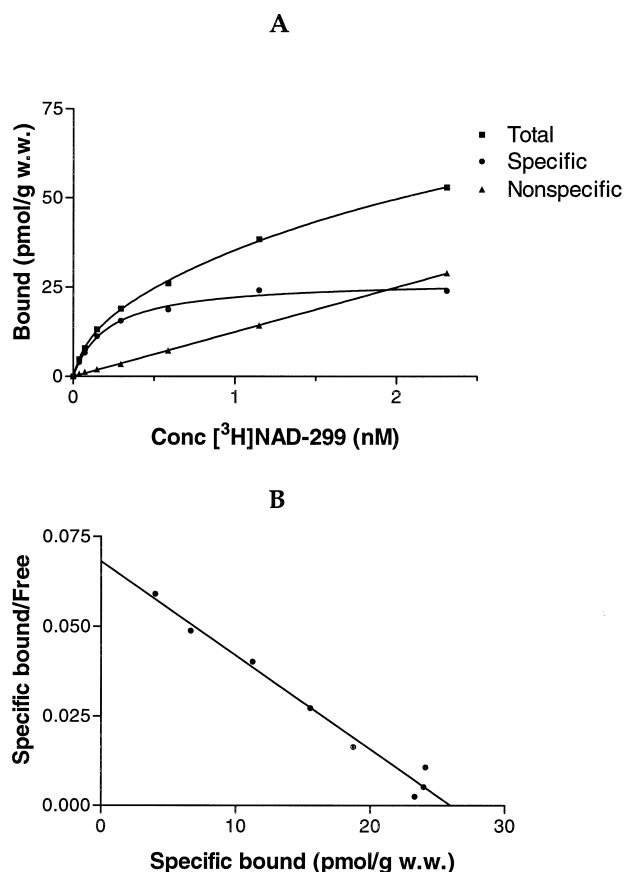 A
75
50
25
0
0
1
2
Bound (pmol/g w.w.)
Conc [³H]NAD-299 (nM)
Total
Specific
Nonspecific
B
0.075
0.050
0.025
0.000
0
10
20
30
Specific bound/Free
Specific bound (pmol/g w.w.)